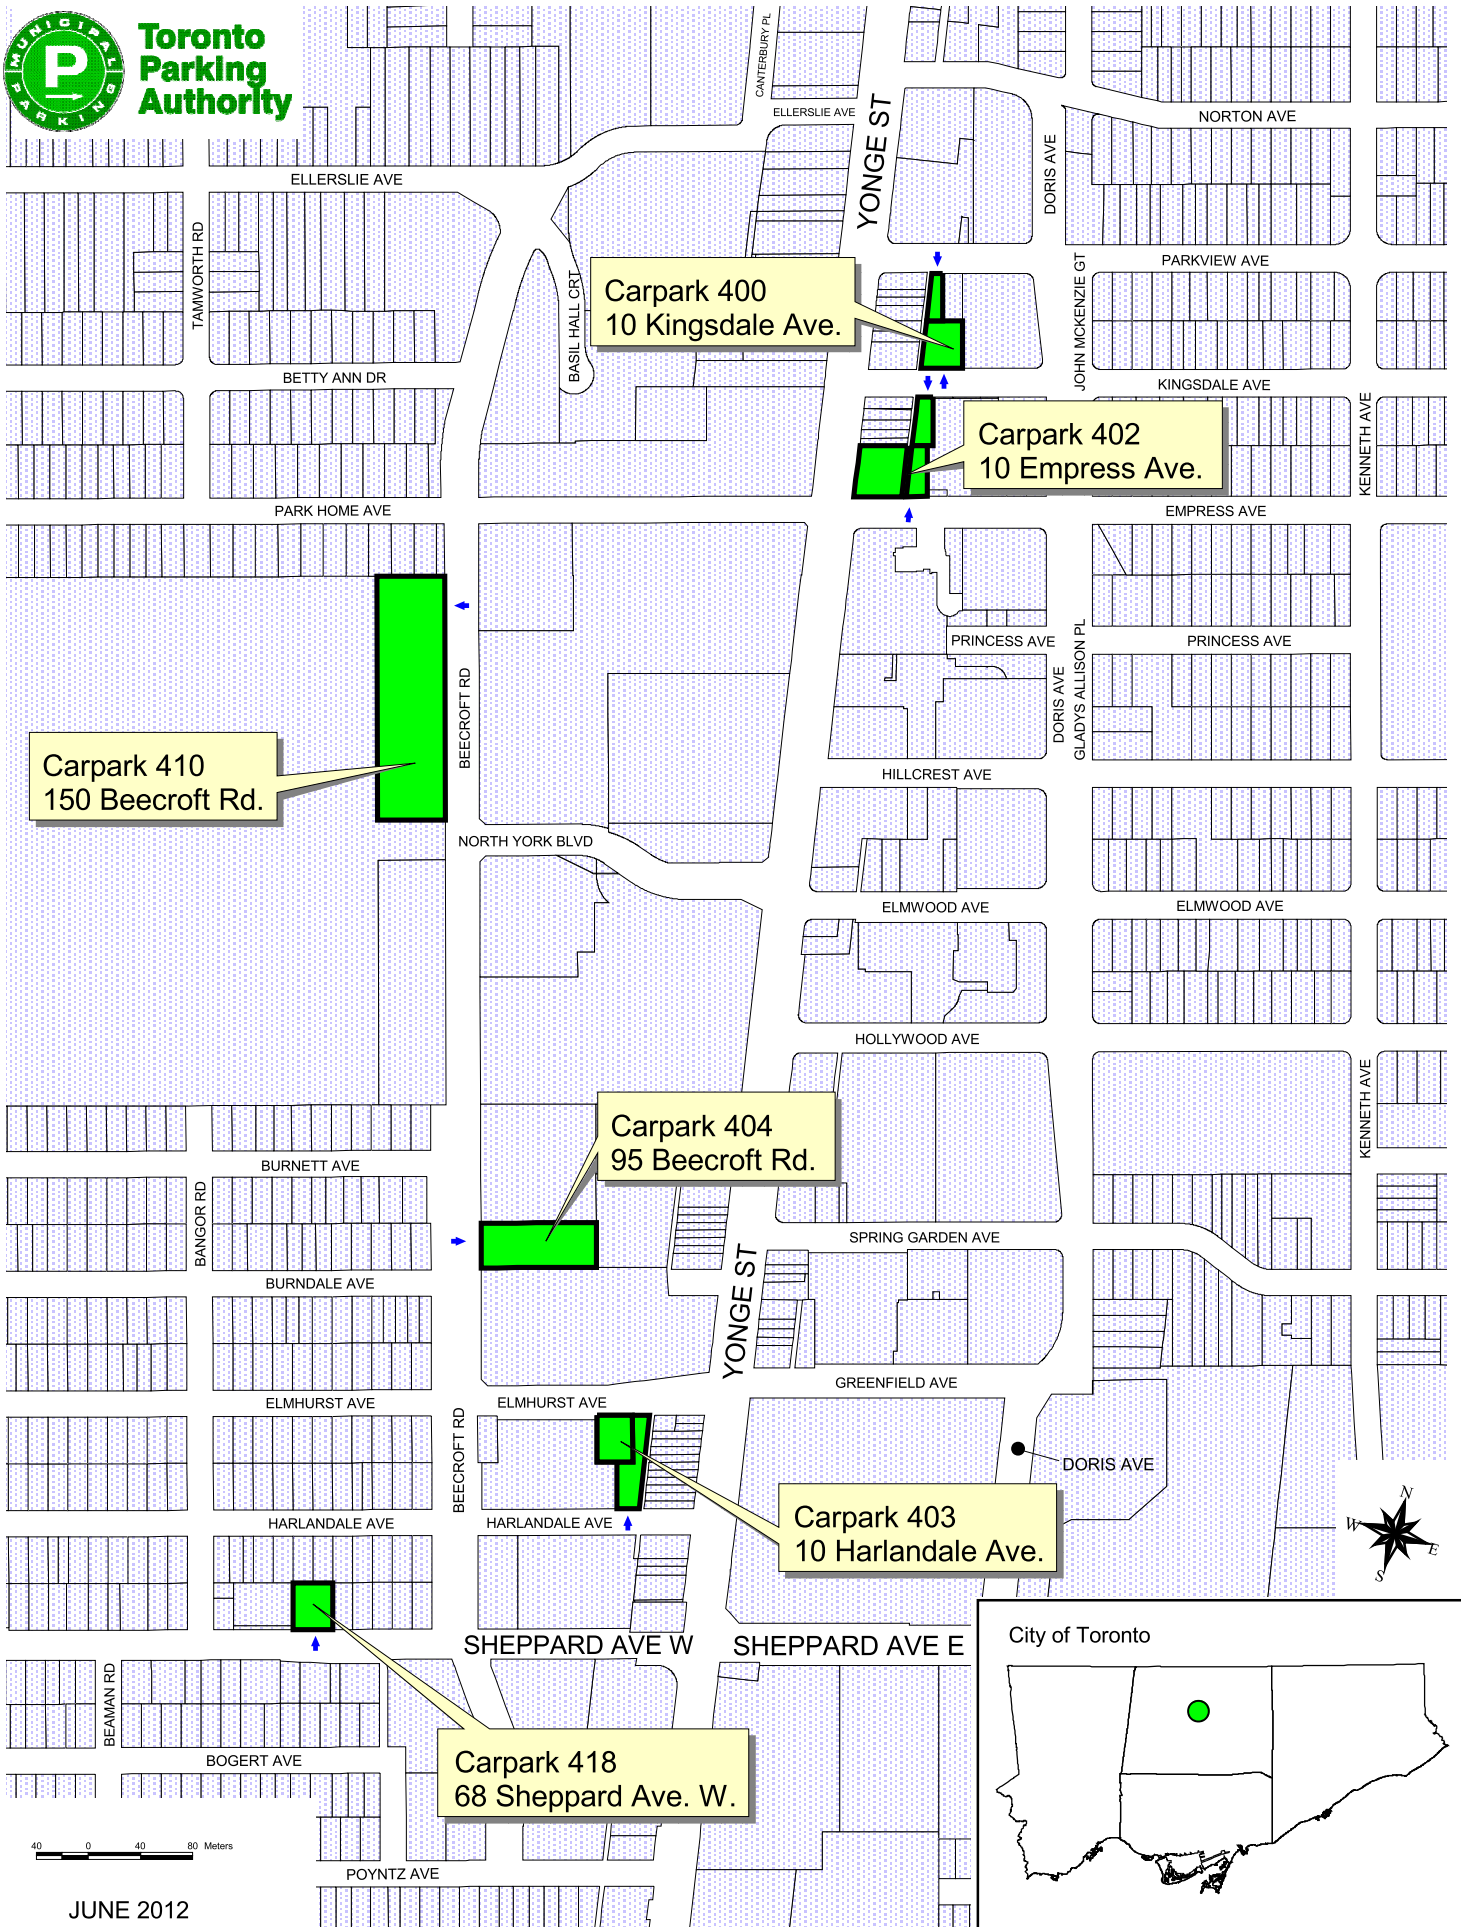 MUNICIPAL
P
PARKING
Toronto
Parking
Authority
CANTERBURY PL
ELLERSLIE AVE
YONGE ST
DORIS AVE
NORTON AVE
ELLERSLIE AVE
TAMWORTH RD
BASIL HALL CRT
PARKVIEW AVE
JOHN MCKENZIE GT
Carpark 400
10 Kingsdale Ave.
BETTY ANN DR
KINGSDALE AVE
KENNETH AVE
Carpark 402
10 Empress Ave.
PARK HOME AVE
EMPRESS AVE
PRINCESS AVE
PRINCESS AVE
BEECROFT RD
DORIS AVE
GLADYS ALLISON PL
Carpark 410
150 Beecroft Rd.
HILLCREST AVE
NORTH YORK BLVD
ELMWOOD AVE
ELMWOOD AVE
HOLLYWOOD AVE
KENNETH AVE
Carpark 404
95 Beecroft Rd.
BURNETT AVE
BANGOR RD
SPRING GARDEN AVE
YONGE ST
BURNDALE AVE
GREENFIELD AVE
ELMHURST AVE
ELMHURST AVE
BEECROFT RD
DORIS AVE
Carpark 403
10 Harlandale Ave.
HARLANDALE AVE
HARLANDALE AVE
N
W
E
S
SHEPPARD AVE W
SHEPPARD AVE E
City of Toronto
BEAMAN RD
BOGERT AVE
Carpark 418
68 Sheppard Ave. W.
40 0 40 80 Meters
POYNTZ AVE
JUNE 2012